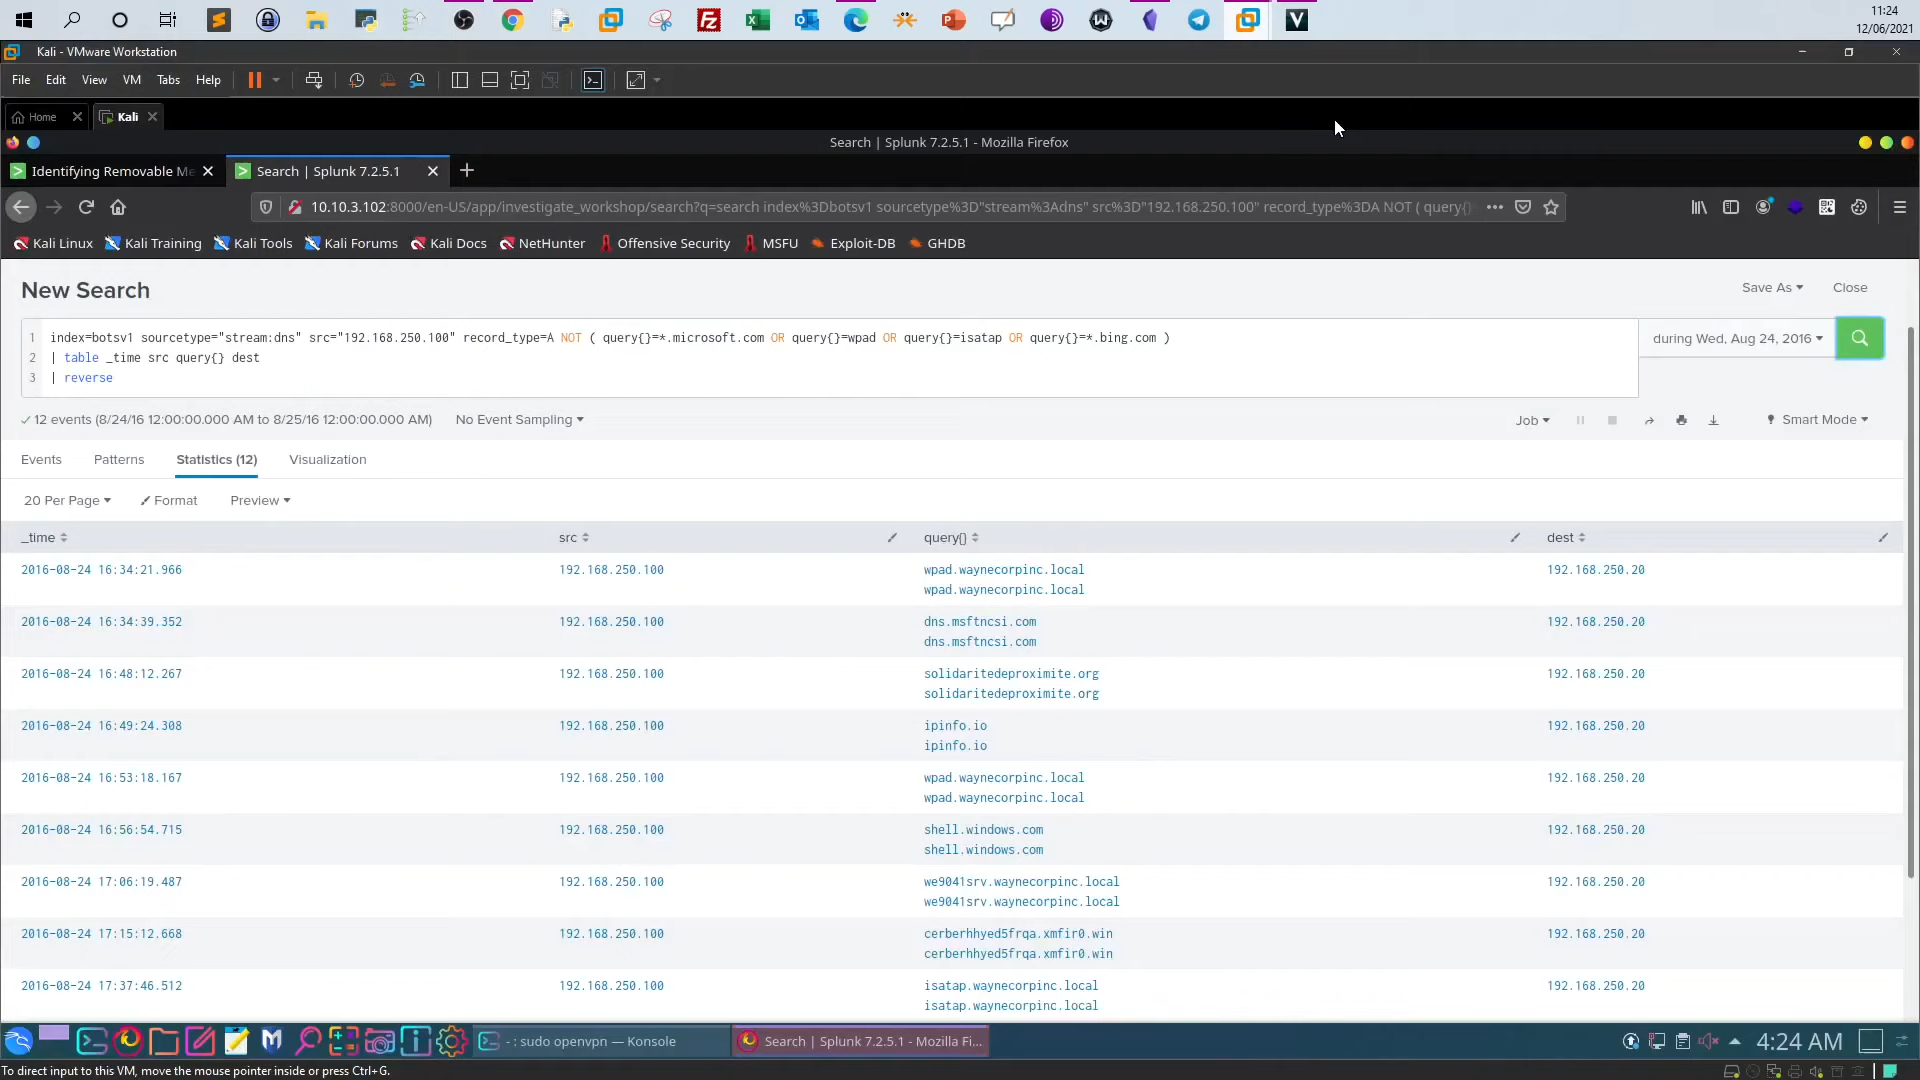 11:24
12/06/2021
Kali - VMware Workstation
File Edit View VM Tabs Help
Home Kali
Search | Splunk 7.2.5.1 - Mozilla Firefox
Identifying Removable Me Search | Splunk 7.2.5.1
10.10.3.102:8000/en-US/app/investigate_workshop/search?q=search index%3Dbotsv1 sourcetype%3D"stream%3Adns" src%3D"192.168.250.100" record_type%3DA NOT ( query{}
Kali Linux Kali Training Kali Tools Kali Forums Kali Docs NetHunter Offensive Security MSFU Exploit-DB GHDB
New Search
Save As Close
1 index=botsv1 sourcetype="stream:dns" src="192.168.250.100" record_type=A NOT ( query{}=*.microsoft.com OR query{}=wpad OR query{}=isatap OR query{}=*.bing.com )
during Wed, Aug 24, 2016
2 | table _time src query{} dest
3 | reverse
12 events (8/24/16 12:00:00.000 AM to 8/25/16 12:00:00.000 AM) No Event Sampling Job Smart Mode
Events Patterns Statistics (12) Visualization
20 Per Page Format Preview
_time src query{} dest
2016-08-24 16:34:21.966 192.168.250.100 wpad.waynecorpinc.local 192.168.250.20
wpad.waynecorpinc.local
2016-08-24 16:34:39.352 192.168.250.100 dns.msftncsi.com 192.168.250.20
dns.msftncsi.com
2016-08-24 16:48:12.267 192.168.250.100 solidaritedeproximite.org 192.168.250.20
solidaritedeproximite.org
2016-08-24 16:49:24.308 192.168.250.100 ipinfo.io 192.168.250.20
ipinfo.io
2016-08-24 16:53:18.167 192.168.250.100 wpad.waynecorpinc.local 192.168.250.20
wpad.waynecorpinc.local
2016-08-24 16:56:54.715 192.168.250.100 shell.windows.com 192.168.250.20
shell.windows.com
2016-08-24 17:06:19.487 192.168.250.100 we9041srv.waynecorpinc.local 192.168.250.20
we9041srv.waynecorpinc.local
2016-08-24 17:15:12.668 192.168.250.100 cerberhhyed5frqa.xmfir0.win 192.168.250.20
cerberhhyed5frqa.xmfir0.win
2016-08-24 17:37:46.512 192.168.250.100 isatap.waynecorpinc.local 192.168.250.20
isatap.waynecorpinc.local
- : sudo openvpn — Konsole Search | Splunk 7.2.5.1 - Mozilla Fi... 4:24 AM
To direct input to this VM, move the mouse pointer inside or press Ctrl+G.